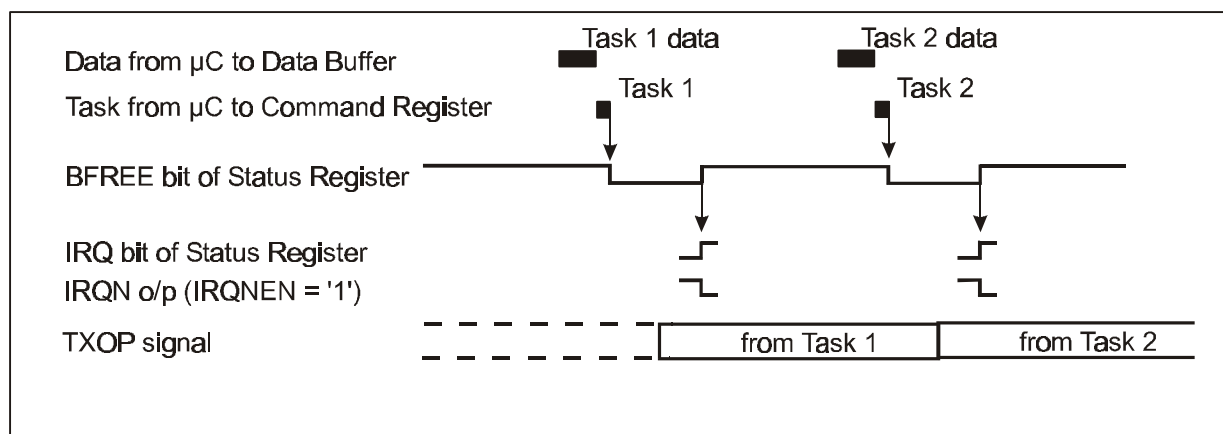 Task 1 data
Task 2 data
Data from µC to Data Buffer
Task 1
Task 2
Task from µC to Command Register
BFREE bit of Status Register
IRQ bit of Status Register
IRQN o/p (IRQNEN = '1')
TXOP signal
from Task 1
from Task 2